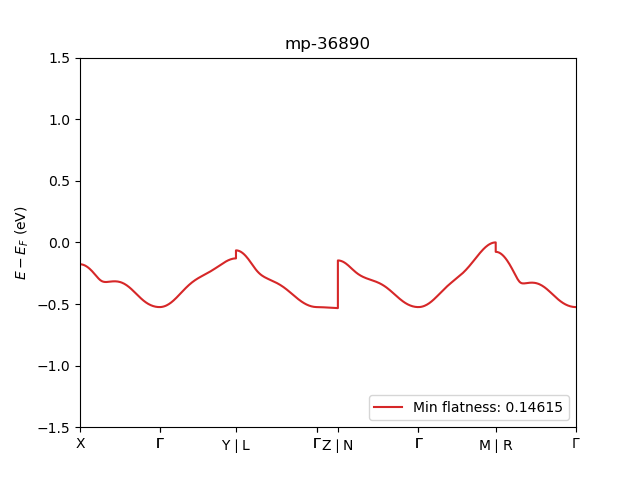 mp-36890
E − E_F (eV)
1.5
1.0
0.5
0.0
−0.5
−1.0
−1.5
Min flatness: 0.14615
X Γ Y | L Γ Z | N Γ M | R Γ